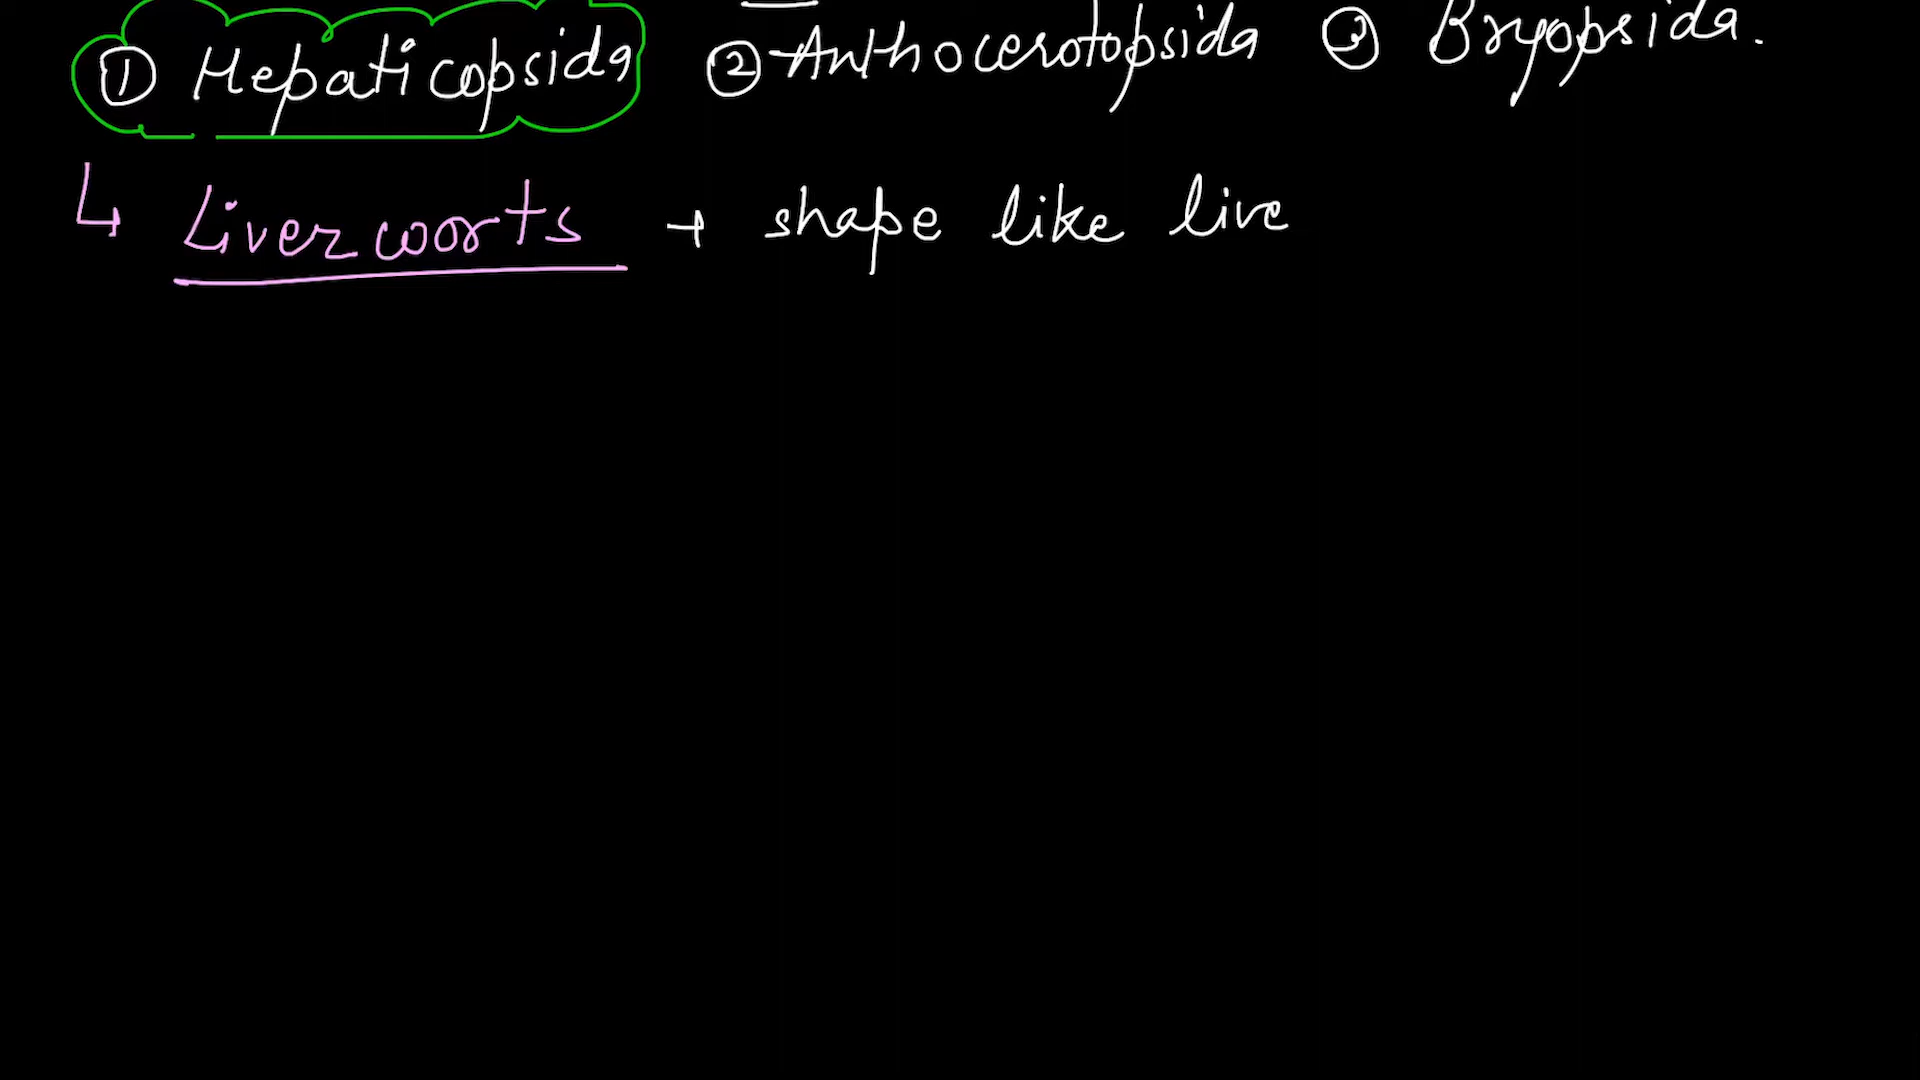 ① Hepaticopsida ② Anthocerotopsida ③ Bryopsida.
↳ Liverworts → shape like live